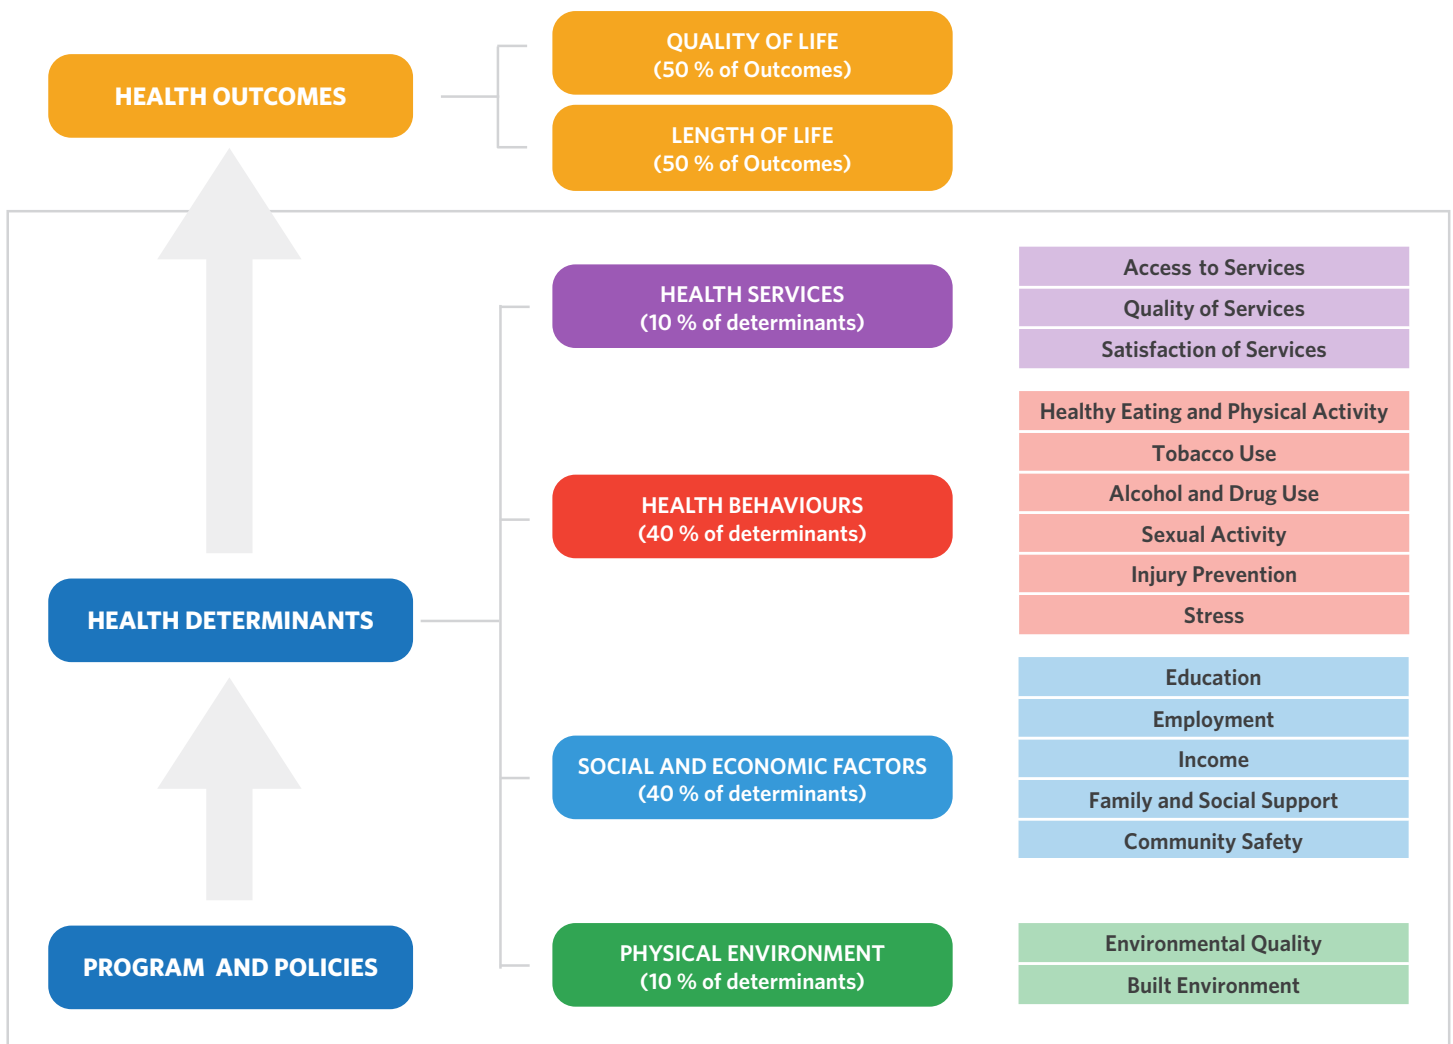 HEALTH OUTCOMES
QUALITY OF LIFE
(50 % of Outcomes)
LENGTH OF LIFE
(50 % of Outcomes)
HEALTH DETERMINANTS
HEALTH SERVICES
(10 % of determinants)
Access to Services
Quality of Services
Satisfaction of Services
HEALTH BEHAVIOURS
(40 % of determinants)
Healthy Eating and Physical Activity
Tobacco Use
Alcohol and Drug Use
Sexual Activity
Injury Prevention
Stress
SOCIAL AND ECONOMIC FACTORS
(40 % of determinants)
Education
Employment
Income
Family and Social Support
Community Safety
PHYSICAL ENVIRONMENT
(10 % of determinants)
Environmental Quality
Built Environment
PROGRAM AND POLICIES